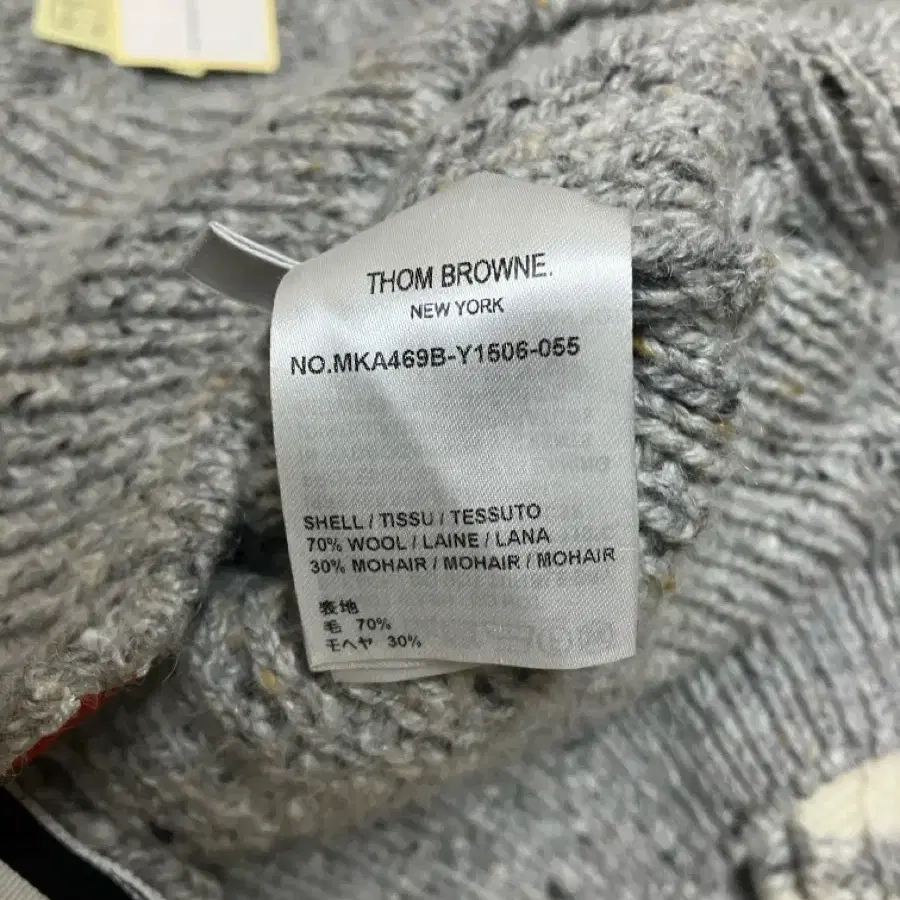 THOM BROWNE.
NEW YORK
NO.MKA469B-Y1506-055
SHELL / TISSU / TESSUTO
70% WOOL / LAINE / LANA
30% MOHAIR / MOHAIR / MOHAIR
表地
毛 70%
モヘヤ 30%